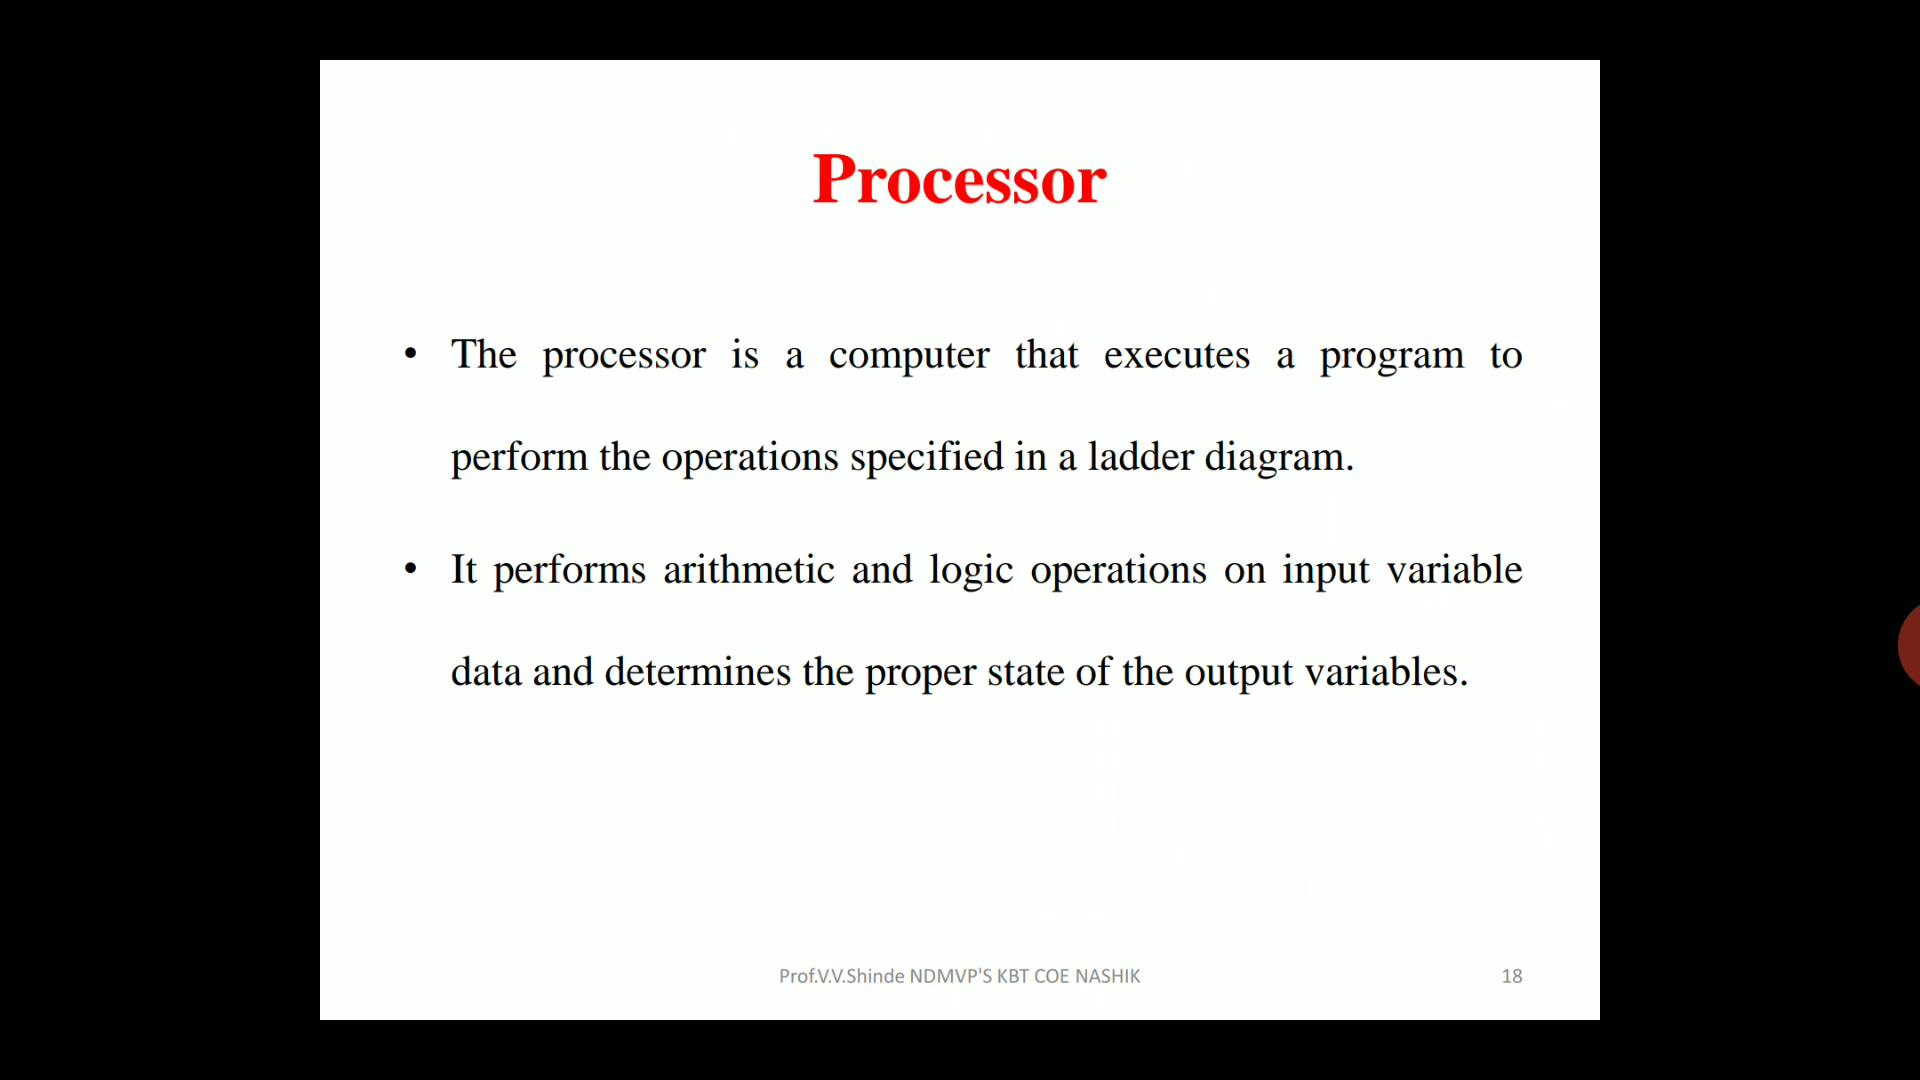 Processor
• The processor is a computer that executes a program to
perform the operations specified in a ladder diagram.
• It performs arithmetic and logic operations on input variable
data and determines the proper state of the output variables.
Prof.V.V.Shinde NDMVP'S KBT COE NASHIK
18